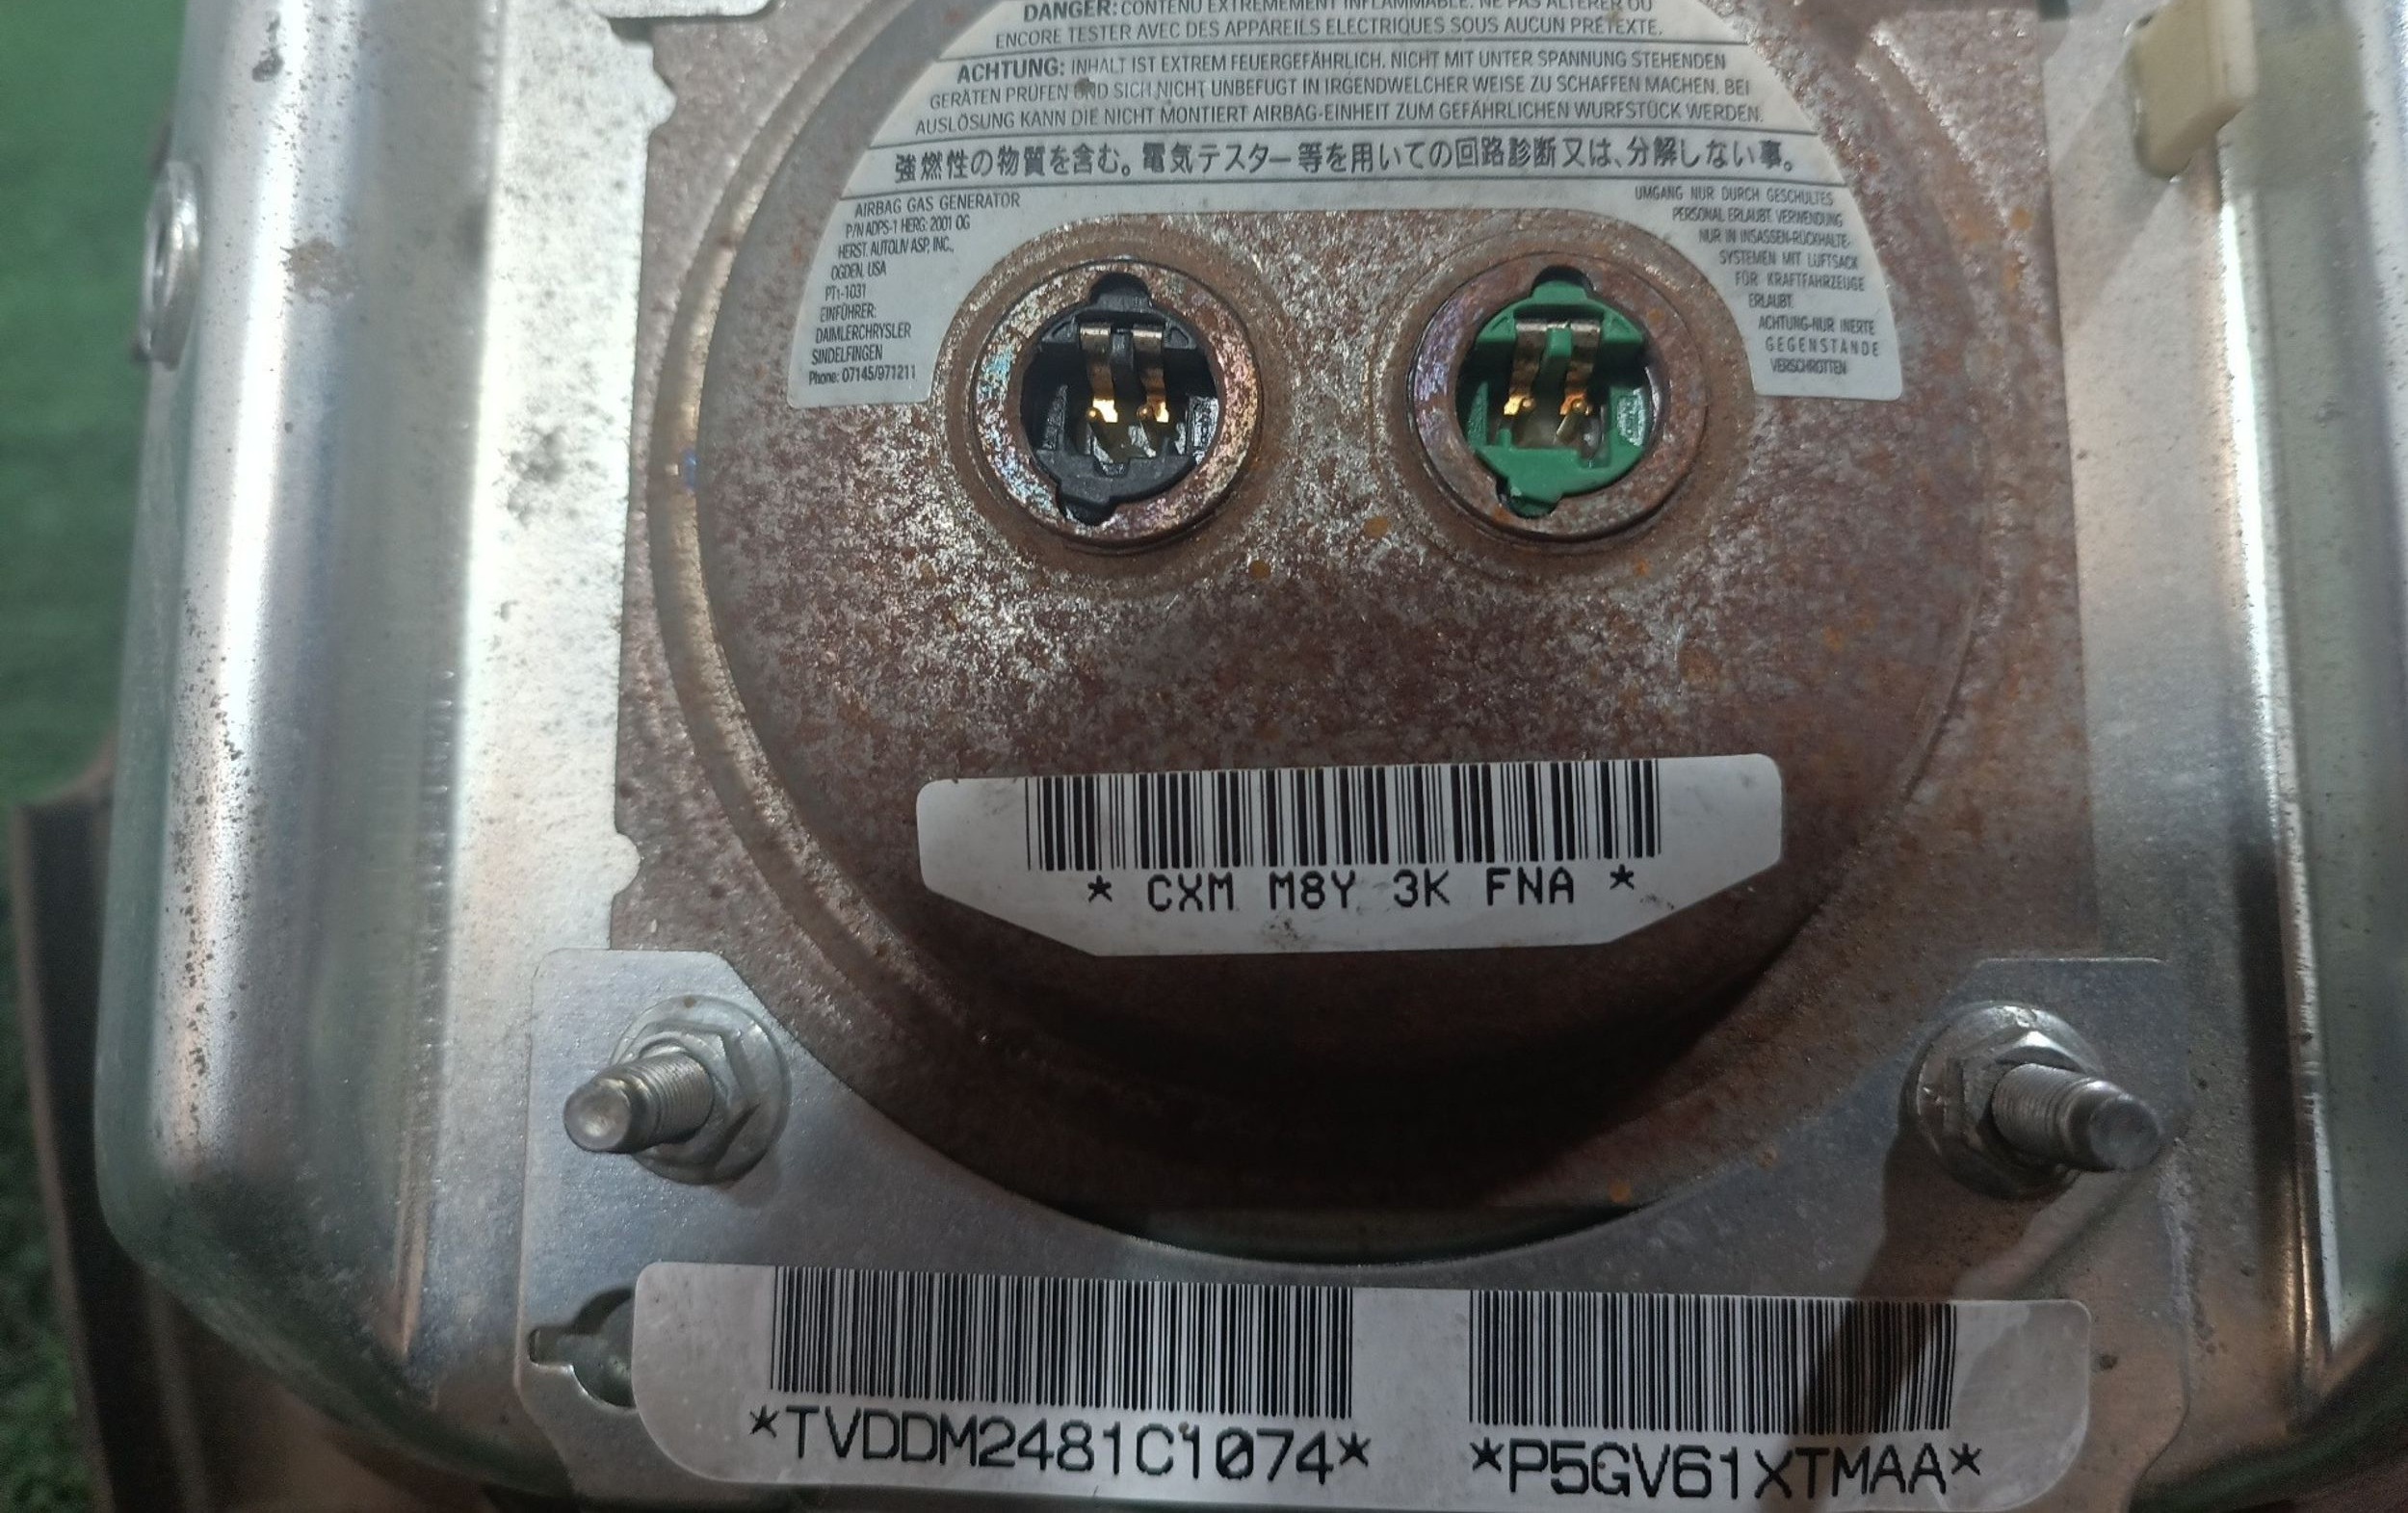 DANGER: CONTENU EXTREMEMENT INFLAMMABLE. NE PAS ALTERER OU
ENCORE TESTER AVEC DES APPAREILS ELECTRIQUES SOUS AUCUN PRETEXTE.
ACHTUNG: INHALT IST EXTREM FEUERGEFÄHRLICH. NICHT MIT UNTER SPANNUNG STEHENDEN
GERÄTEN PRÜFEN UND SICH NICHT UNBEFUGT IN IRGENDWELCHER WEISE ZU SCHAFFEN MACHEN. BEI
AUSLÖSUNG KANN DIE NICHT MONTIERT AIRBAG-EINHEIT ZUM GEFÄHRLICHEN WURFSTÜCK WERDEN.
強燃性の物質を含む。電気テスター等を用いての回路診断又は、分解しない事。
AIRBAG GAS GENERATOR
P/N ADPS-1 HERG: 2001 OG
HERST. AUTOLIV ASP, INC.,
OGDEN, USA
PT1-1031
EINFÜHRER:
DAIMLERCHRYSLER
SINDELFINGEN
Phone: 07145/971211
UMGANG NUR DURCH GESCHULTES
PERSONAL ERLAUBT. VERWENDUNG
NUR IN INSASSEN-RÜCKHALTE-
SYSTEMEN MIT LUFTSACK
FÜR KRAFTFAHRZEUGE
ERLAUBT.
ACHTUNG-NUR INERTE
GEGENSTÄNDE
VERSCHROTTEN
* CXM M8Y 3K FNA *
*TVDDM2481C1074*
*P5GV61XTMAA*